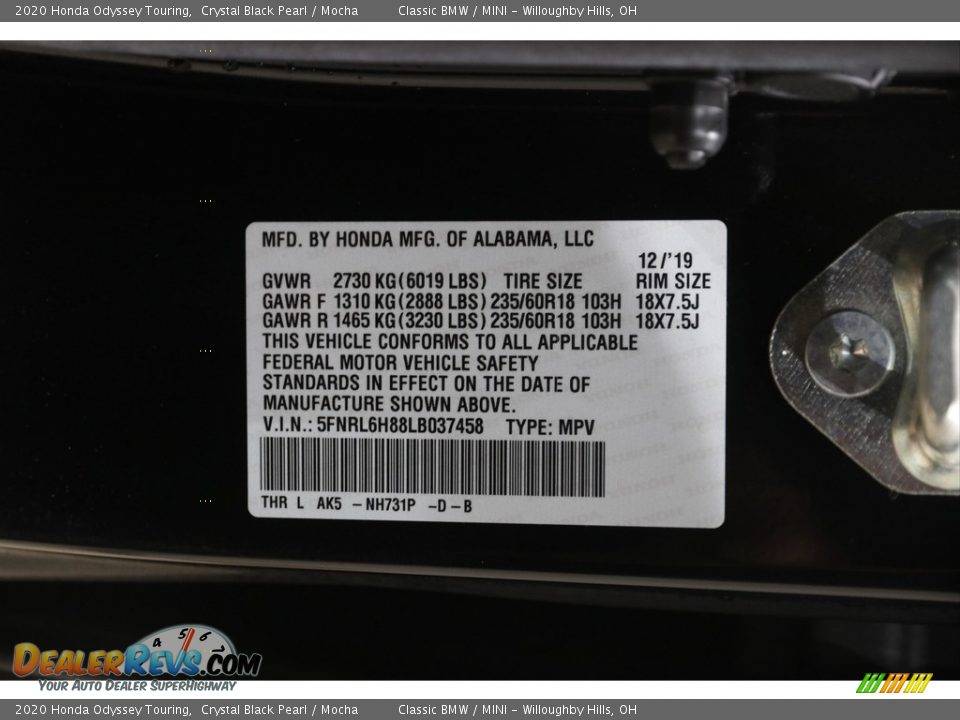 2020 Honda Odyssey Touring,  Crystal Black Pearl / Mocha    Classic BMW / MINI – Willoughby Hills, OH
MFD. BY HONDA MFG. OF ALABAMA, LLC
12/'19
GVWR 2730 KG(6019 LBS) TIRE SIZE RIM SIZE
GAWR F 1310 KG(2888 LBS) 235/60R18 103H 18X7.5J
GAWR R 1465 KG(3230 LBS) 235/60R18 103H 18X7.5J
THIS VEHICLE CONFORMS TO ALL APPLICABLE
FEDERAL MOTOR VEHICLE SAFETY
STANDARDS IN EFFECT ON THE DATE OF
MANUFACTURE SHOWN ABOVE.
V.I.N.: 5FNRL6H88LB037458 TYPE: MPV
THR L AK5 –NH731P –D–B
4 5 6
DEALERREVS.COM
YOUR AUTO DEALER SUPERHIGHWAY
2020 Honda Odyssey Touring,  Crystal Black Pearl / Mocha    Classic BMW / MINI – Willoughby Hills, OH